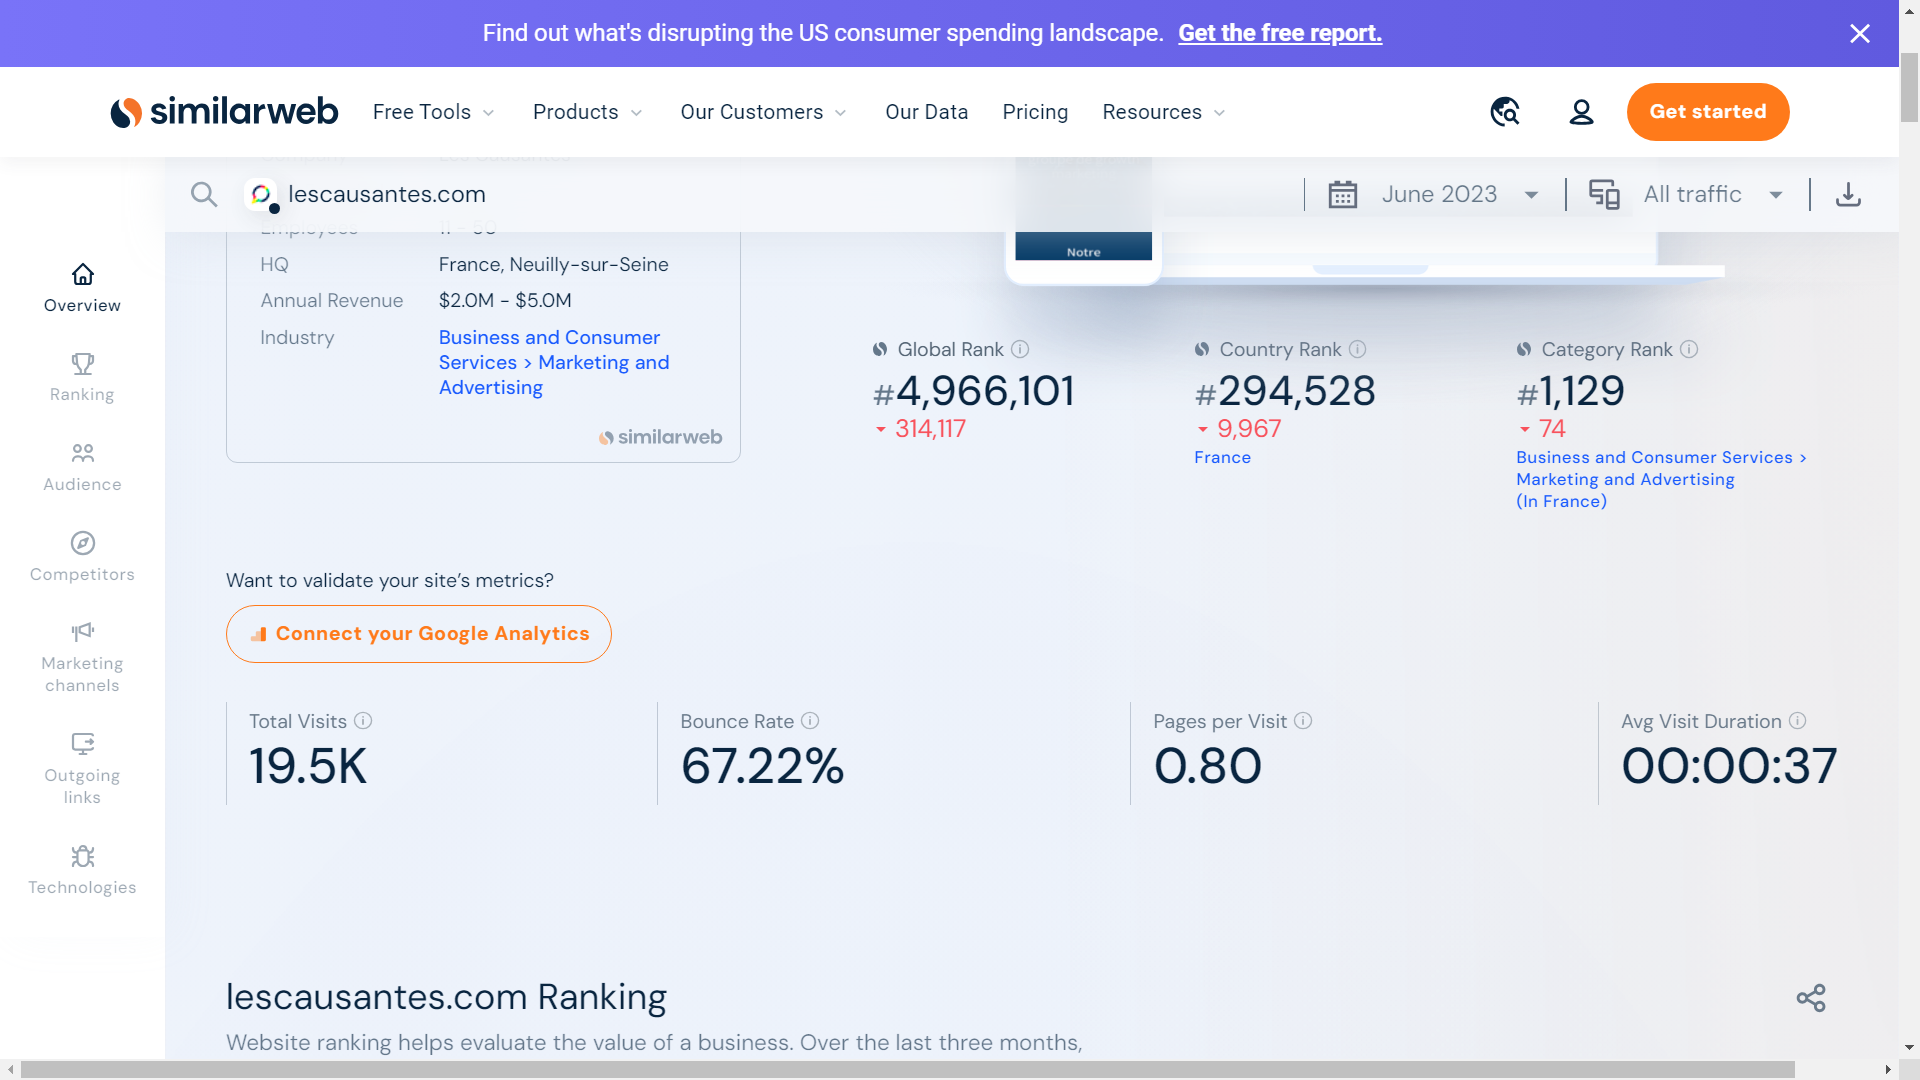 Find out what's disrupting the US consumer spending landscape. Get the free report.
similarweb
Free Tools
Products
Our Customers
Our Data
Pricing
Resources
Get started
lescausantes.com
June 2023
All traffic
Employees 11 - 50
HQ France, Neuilly-sur-Seine
Annual Revenue $2.0M - $5.0M
Industry Business and Consumer
Services > Marketing and
Advertising
similarweb
Notre
Overview
Ranking
Audience
Competitors
Marketing
channels
Outgoing
links
Technologies
Global Rank
#4,966,101
314,117
Country Rank
#294,528
9,967
France
Category Rank
#1,129
74
Business and Consumer Services >
Marketing and Advertising
(In France)
Want to validate your site's metrics?
Connect your Google Analytics
Total Visits
19.5K
Bounce Rate
67.22%
Pages per Visit
0.80
Avg Visit Duration
00:00:37
lescausantes.com Ranking
Website ranking helps evaluate the value of a business. Over the last three months,